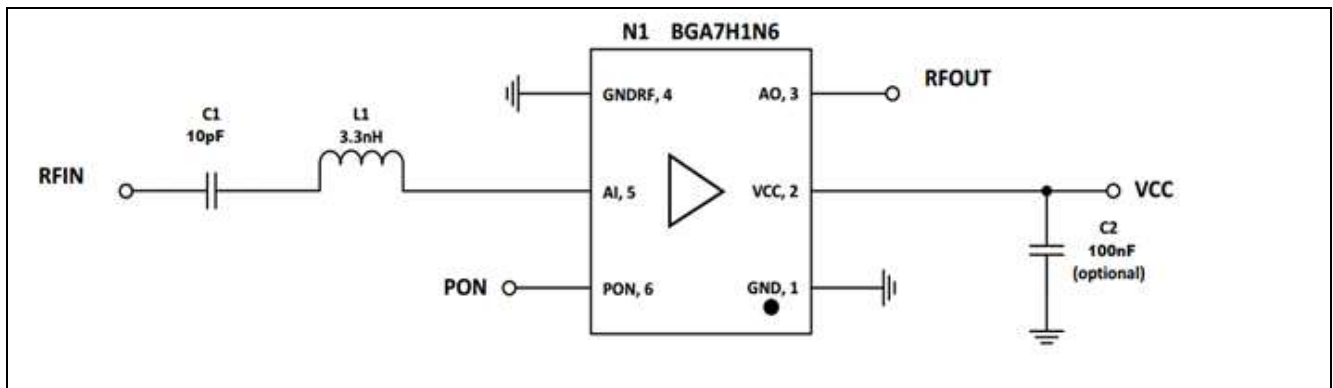 N1 BGA7H1N6
GNDRF, 4
AO, 3
RFOUT
C1
10pF
L1
3.3nH
RFIN
AI, 5
VCC, 2
VCC
C2
100nF
(optional)
PON
PON, 6
GND, 1